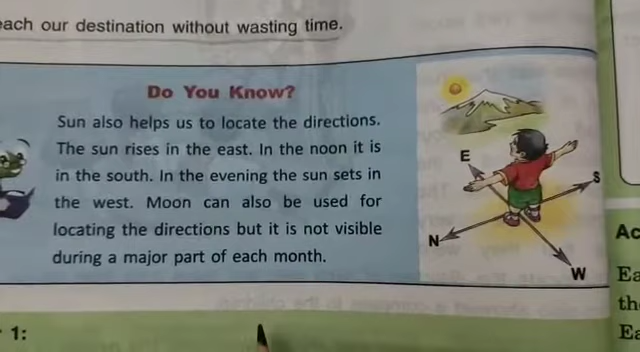 each our destination without wasting time.
Do You Know?
Sun also helps us to locate the directions.
The sun rises in the east. In the noon it is
in the south. In the evening the sun sets in
the west. Moon can also be used for
locating the directions but it is not visible
during a major part of each month.
E
S
N
W
1:
Ac
Ea
th
Ea